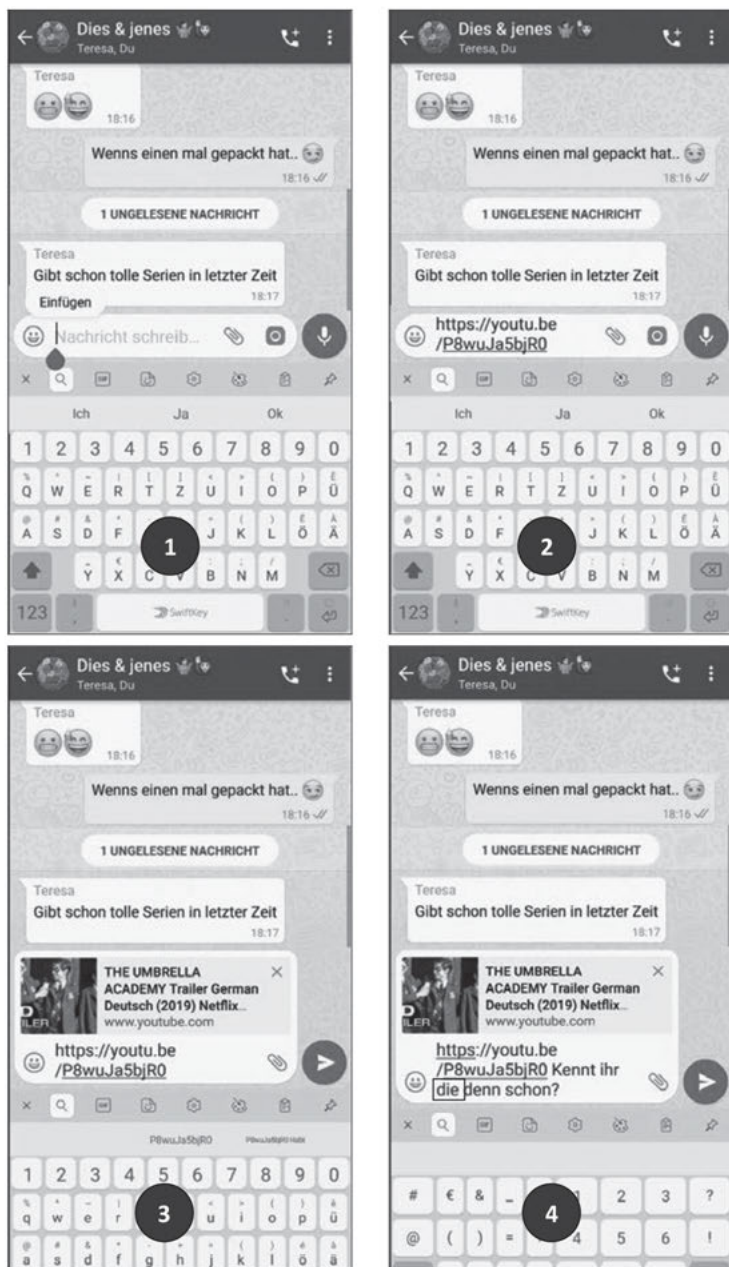 Dies & jenes
Teresa, Du
Teresa
18:16
Wenns einen mal gepackt hat..
18:16
1 UNGELESENE NACHRICHT
Teresa
Gibt schon tolle Serien in letzter Zeit
18:17
Einfügen
Nachricht schreib...
GIF
Ich Ja Ok
1 2 3 4 5 6 7 8 9 0
Q W E R T Z U I O P Ü
A S D F J K L Ö Ä
1
Y X C V B N M
123 SwiftKey
Dies & jenes
Teresa, Du
Teresa
18:16
Wenns einen mal gepackt hat..
18:16
1 UNGELESENE NACHRICHT
Teresa
Gibt schon tolle Serien in letzter Zeit
18:17
https://youtu.be
/P8wuJa5bjR0
GIF
Ich Ja Ok
1 2 3 4 5 6 7 8 9 0
Q W E R T Z U I O P Ü
A S D F J K L Ö Ä
2
Y X C V B N M
123 SwiftKey
Dies & jenes
Teresa, Du
Teresa
18:16
Wenns einen mal gepackt hat..
18:16
1 UNGELESENE NACHRICHT
Teresa
Gibt schon tolle Serien in letzter Zeit
18:17
THE UMBRELLA
ACADEMY Trailer German
Deutsch (2019) Netflix...
www.youtube.com
https://youtu.be
/P8wuJa5bjR0
GIF
P8wuJa5bjR0
1 2 3 4 5 6 7 8 9 0
q w e r u i o p ü
3
a s d f g h j k l ö ä
Dies & jenes
Teresa, Du
Teresa
18:16
Wenns einen mal gepackt hat..
18:16
1 UNGELESENE NACHRICHT
Teresa
Gibt schon tolle Serien in letzter Zeit
18:17
THE UMBRELLA
ACADEMY Trailer German
Deutsch (2019) Netflix...
www.youtube.com
https://youtu.be
/P8wuJa5bjR0 Kennt ihr
die denn schon?
GIF
# € & _ 1 2 3 ?
4
@ ( ) = 4 5 6 !